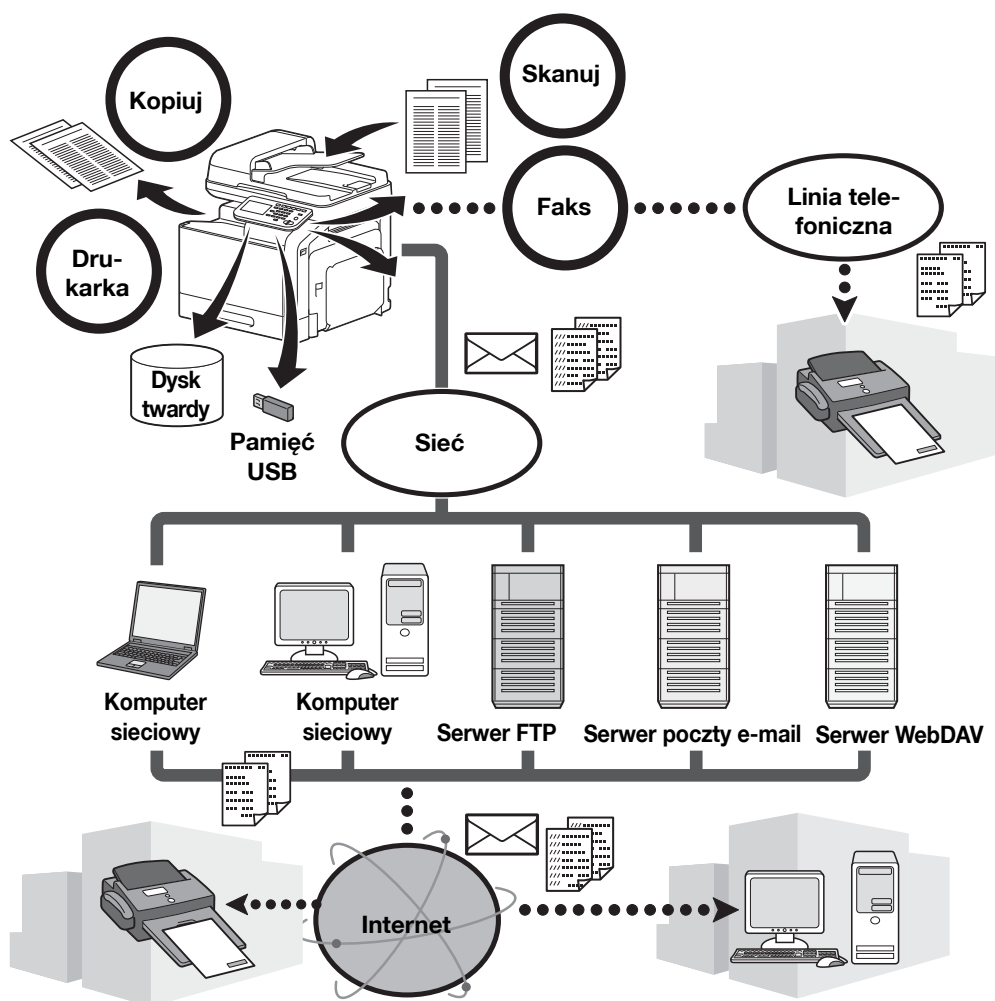 Skanuj
Kopiuj
Faks
Linia tele-
foniczna
Dru-
karka
Dysk
twardy
Pamięć
USB
Sieć
Komputer
sieciowy
Komputer
sieciowy
Serwer FTP
Serwer poczty e-mail
Serwer WebDAV
Internet